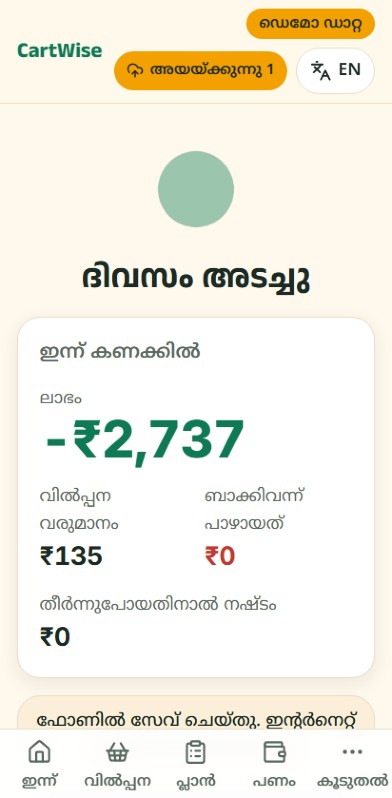 ഡെമോ ഡാറ്റ
CartWise
അയയ്ക്കുന്നു 1
EN
ദിവസം അടച്ചു
ഇന്ന് കണക്കിൽ
ലാഭം
-₹2,737
വിൽപ്പന വരുമാനം
₹135
ബാക്കിവന്ന് പാഴായത്
₹0
തീർന്നുപോയതിനാൽ നഷ്ടം
₹0
ഫോണിൽ സേവ് ചെയ്തു. ഇന്റർനെറ്റ്
ഇന്ന്
വിൽപ്പന
പ്ലാൻ
പണം
കൂടുതൽ